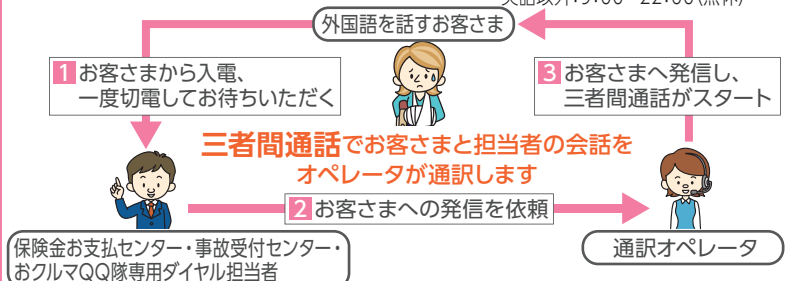 外国語を話すお客さま
1 お客さまから入電、
一度切電してお待ちいただく
3 お客さまへ発信し、
三者間通話がスタート
三者間通話でお客さまと担当者の会話を
オペレータが通訳します
2 お客さまへの発信を依頼
保険金お支払センター・事故受付センター・
おクルマQQ隊専用ダイヤル担当者
通訳オペレータ